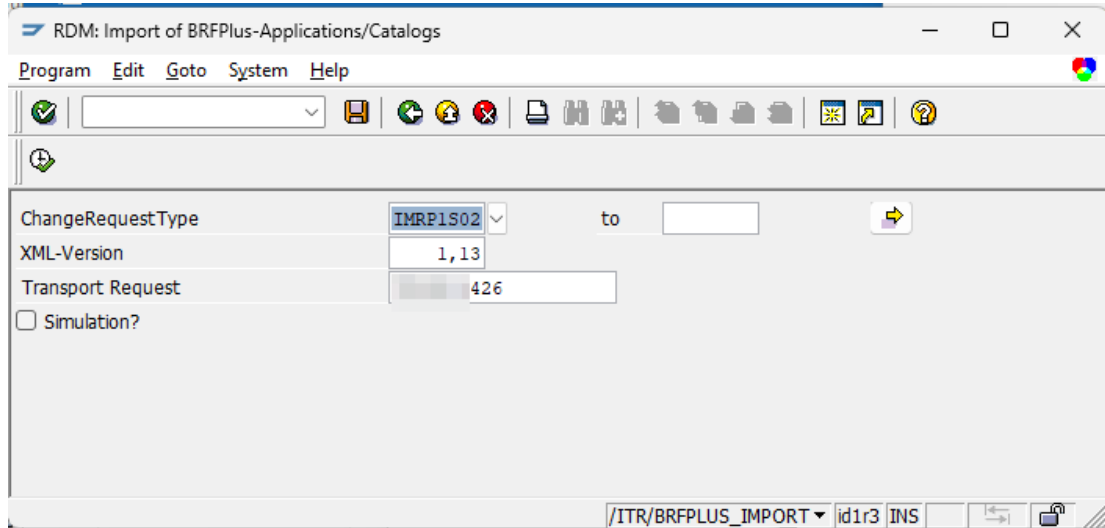 RDM: Import of BRFPlus-Applications/Catalogs
Program Edit Goto System Help
ChangeRequestType IMRP1S02 to
XML-Version 1,13
Transport Request 426
Simulation?
/ITR/BRFPLUS_IMPORT id1r3 INS